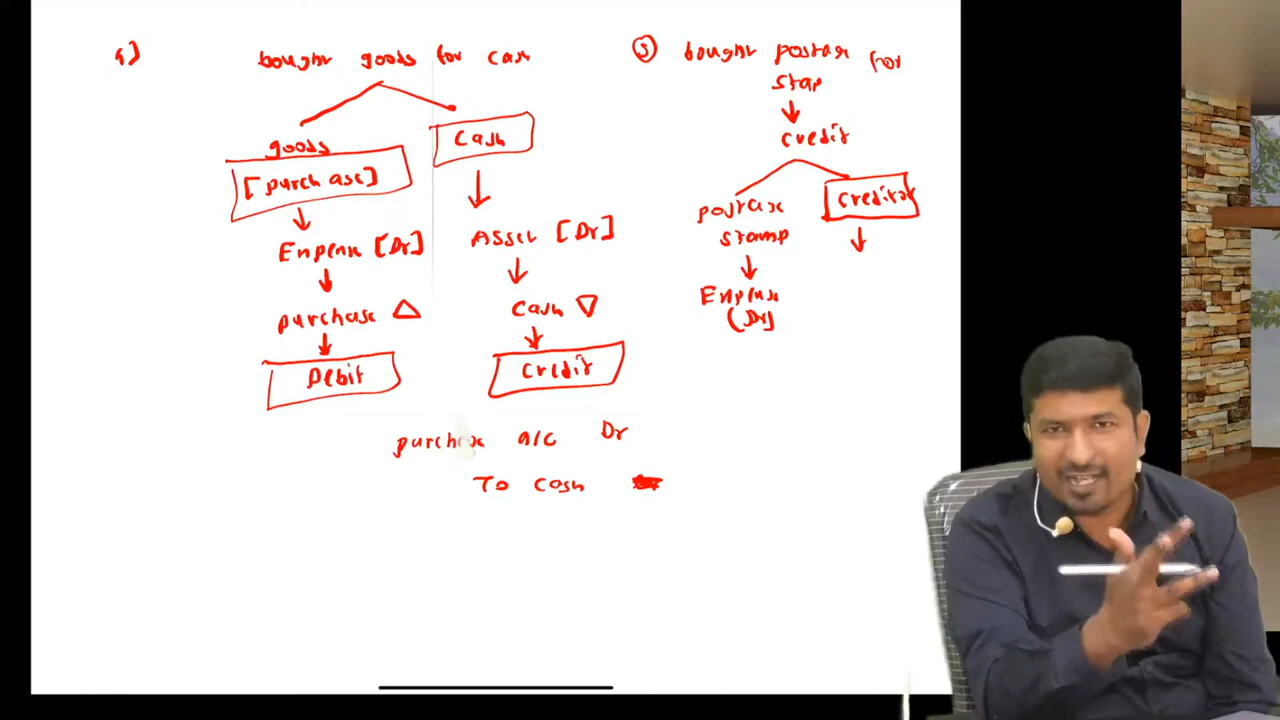 4)
bought goods for cash
goods
[purchase]
Cash
Expense [Dr]
Asset [Dr]
purchase △
Cash ▽
Debit
Credit
purchase a/c Dr
To cash
⑤ bought postage for
stap
credit
postage
stamp
Creditor
Expense
(Dr)